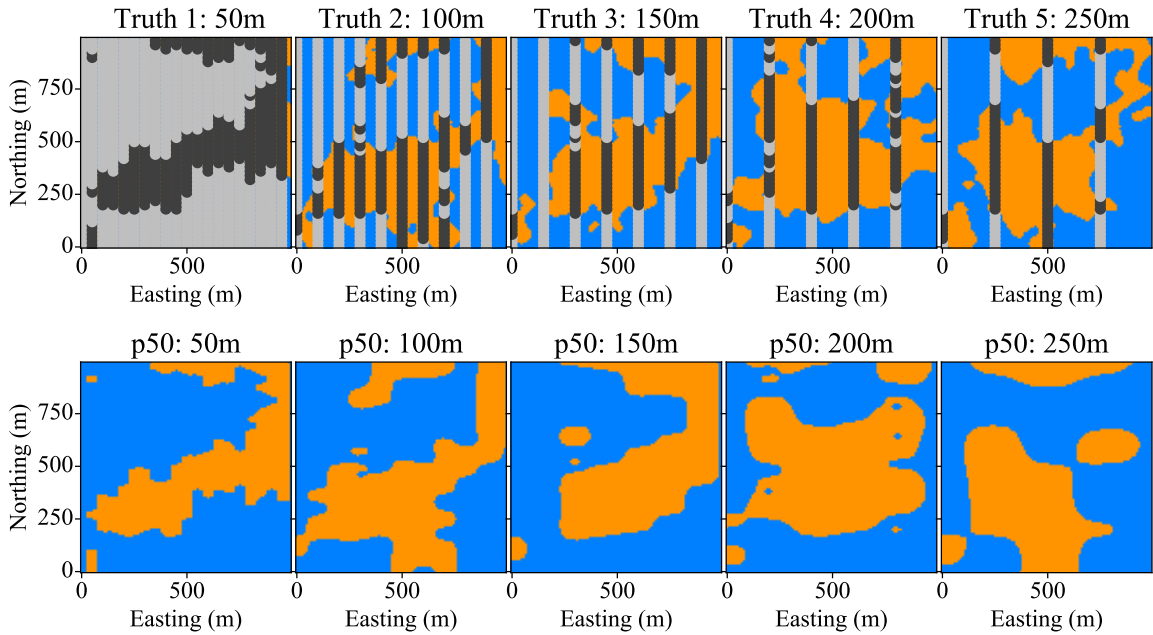 Truth 1: 50m Truth 2: 100m Truth 3: 150m Truth 4: 200m Truth 5: 250m
750
500
250
0
Northing (m)
0 500 0 500 0 500 0 500 0 500
Easting (m) Easting (m) Easting (m) Easting (m) Easting (m)
p50: 50m p50: 100m p50: 150m p50: 200m p50: 250m
750
500
250
0
Northing (m)
0 500 0 500 0 500 0 500 0 500
Easting (m) Easting (m) Easting (m) Easting (m) Easting (m)